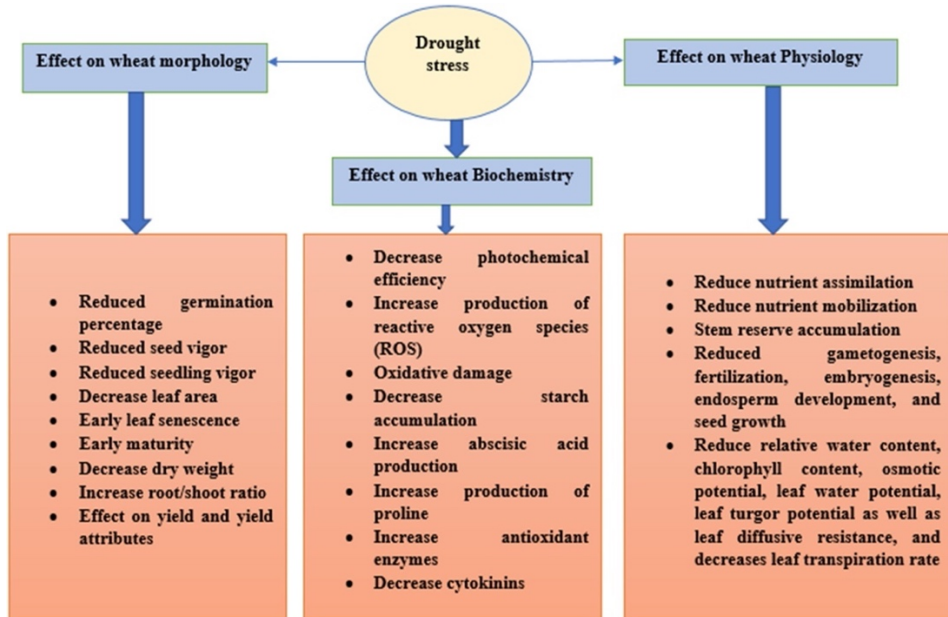 Drought
stress
Effect on wheat morphology
Effect on wheat Physiology
Effect on wheat Biochemistry
• Reduced germination
percentage
• Reduced seed vigor
• Reduced seedling vigor
• Decrease leaf area
• Early leaf senescence
• Early maturity
• Decrease dry weight
• Increase root/shoot ratio
• Effect on yield and yield
attributes
• Decrease photochemical
efficiency
• Increase production of
reactive oxygen species
(ROS)
• Oxidative damage
• Decrease starch
accumulation
• Increase abscisic acid
production
• Increase production of
proline
• Increase antioxidant
enzymes
• Decrease cytokinins
• Reduce nutrient assimilation
• Reduce nutrient mobilization
• Stem reserve accumulation
• Reduced gametogenesis,
fertilization, embryogenesis,
endosperm development, and
seed growth
• Reduce relative water content,
chlorophyll content, osmotic
potential, leaf water potential,
leaf turgor potential as well as
leaf diffusive resistance, and
decreases leaf transpiration rate